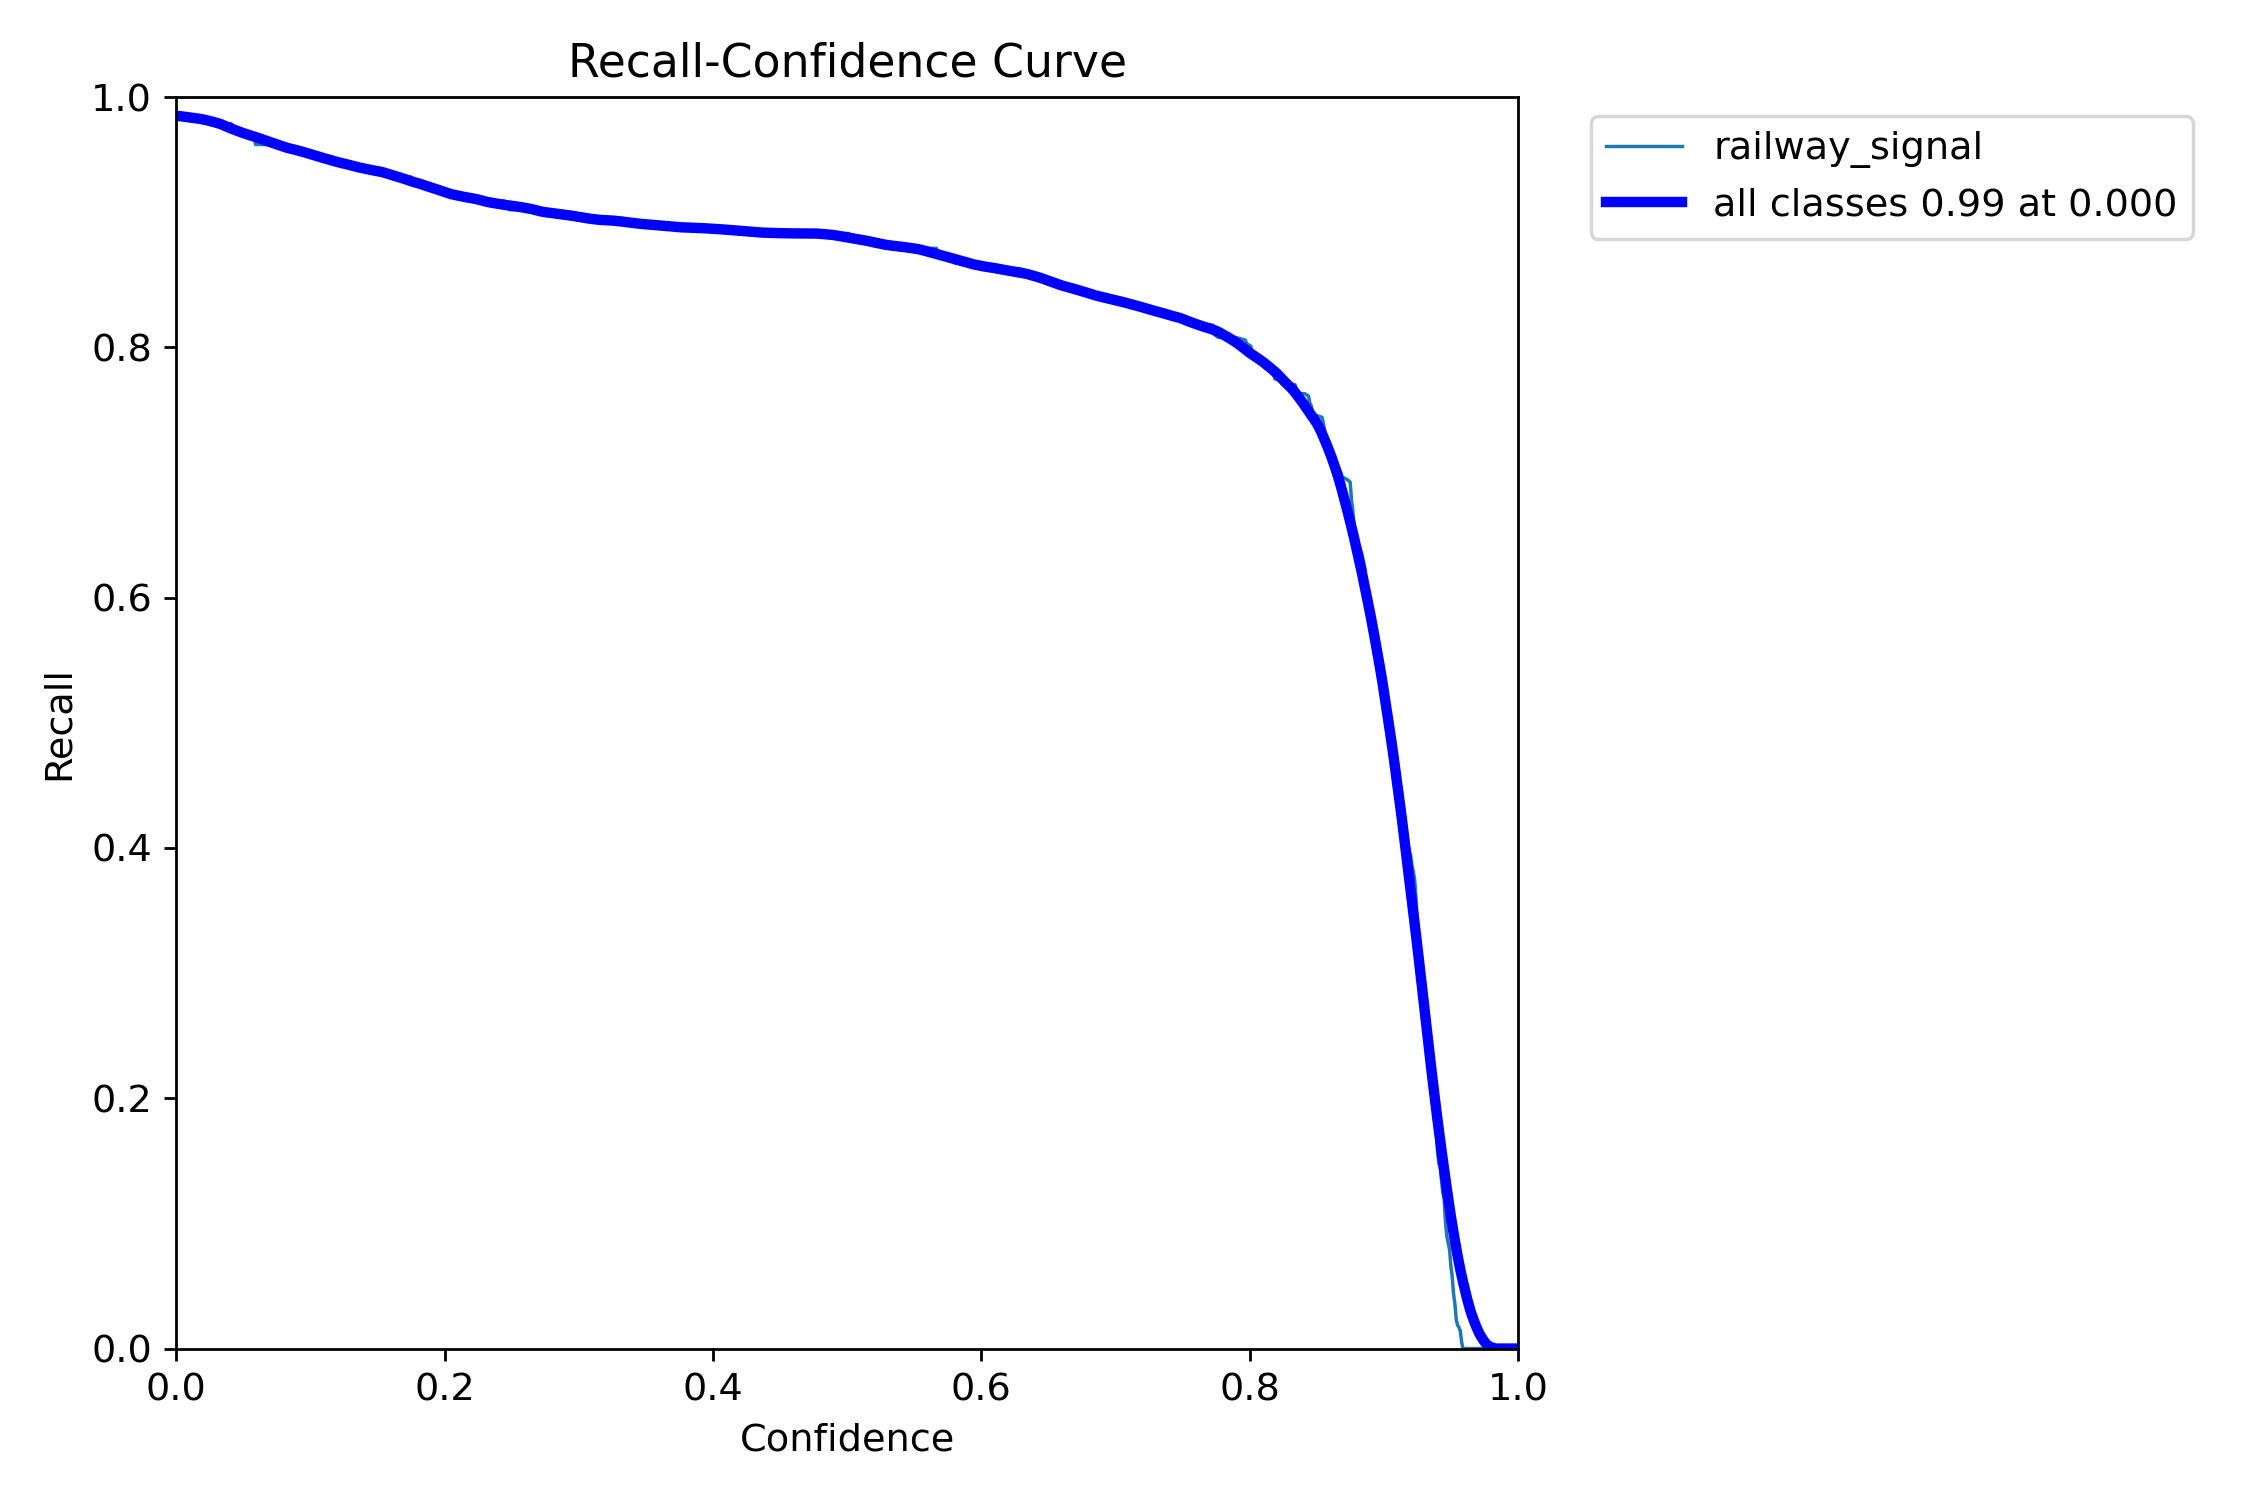 Recall-Confidence Curve
1.0
0.8
0.6
0.4
0.2
0.0
Recall
0.0 0.2 0.4 0.6 0.8 1.0
Confidence
railway_signal
all classes 0.99 at 0.000